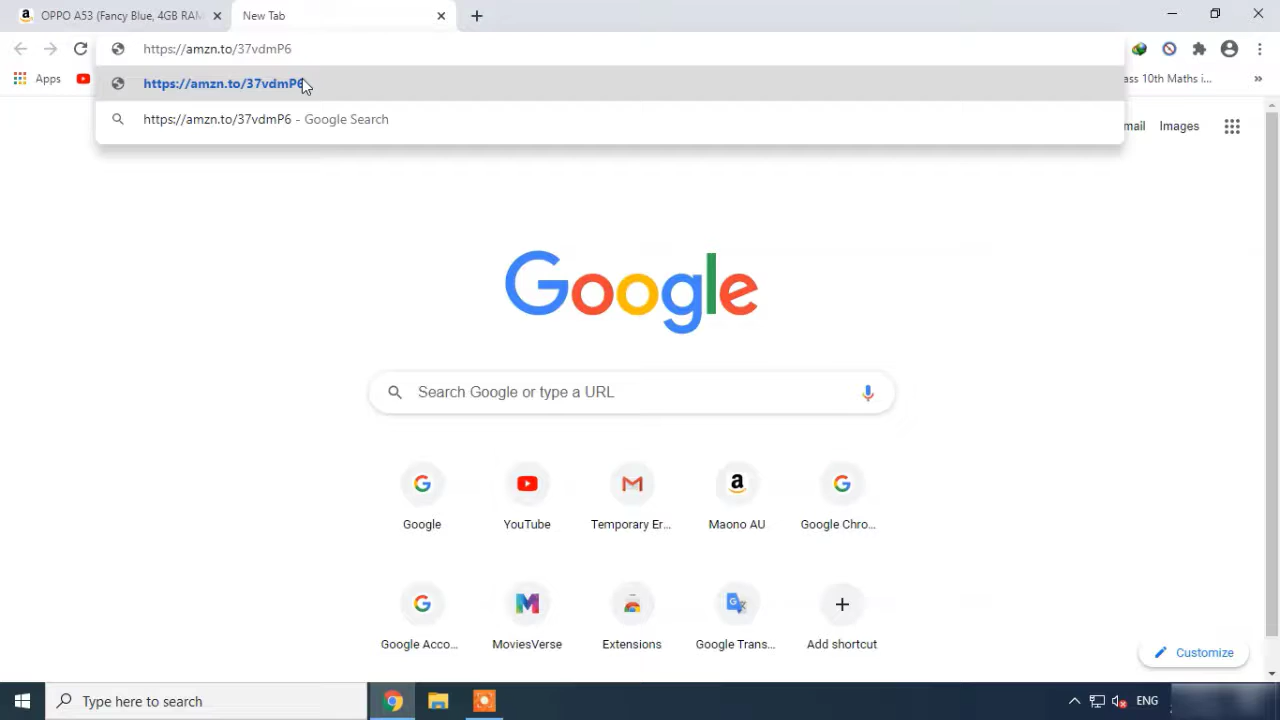 OPPO A53 (Fancy Blue, 4GB RAM
New Tab
https://amzn.to/37vdmP6
Apps
ass 10th Maths i...
»
https://amzn.to/37vdmP6
https://amzn.to/37vdmP6 - Google Search
mail
Images
Google
Search Google or type a URL
Google
YouTube
Temporary Er...
Maono AU
Google Chro...
Google Acco...
MoviesVerse
Extensions
Google Trans...
Add shortcut
Customize
Type here to search
ENG